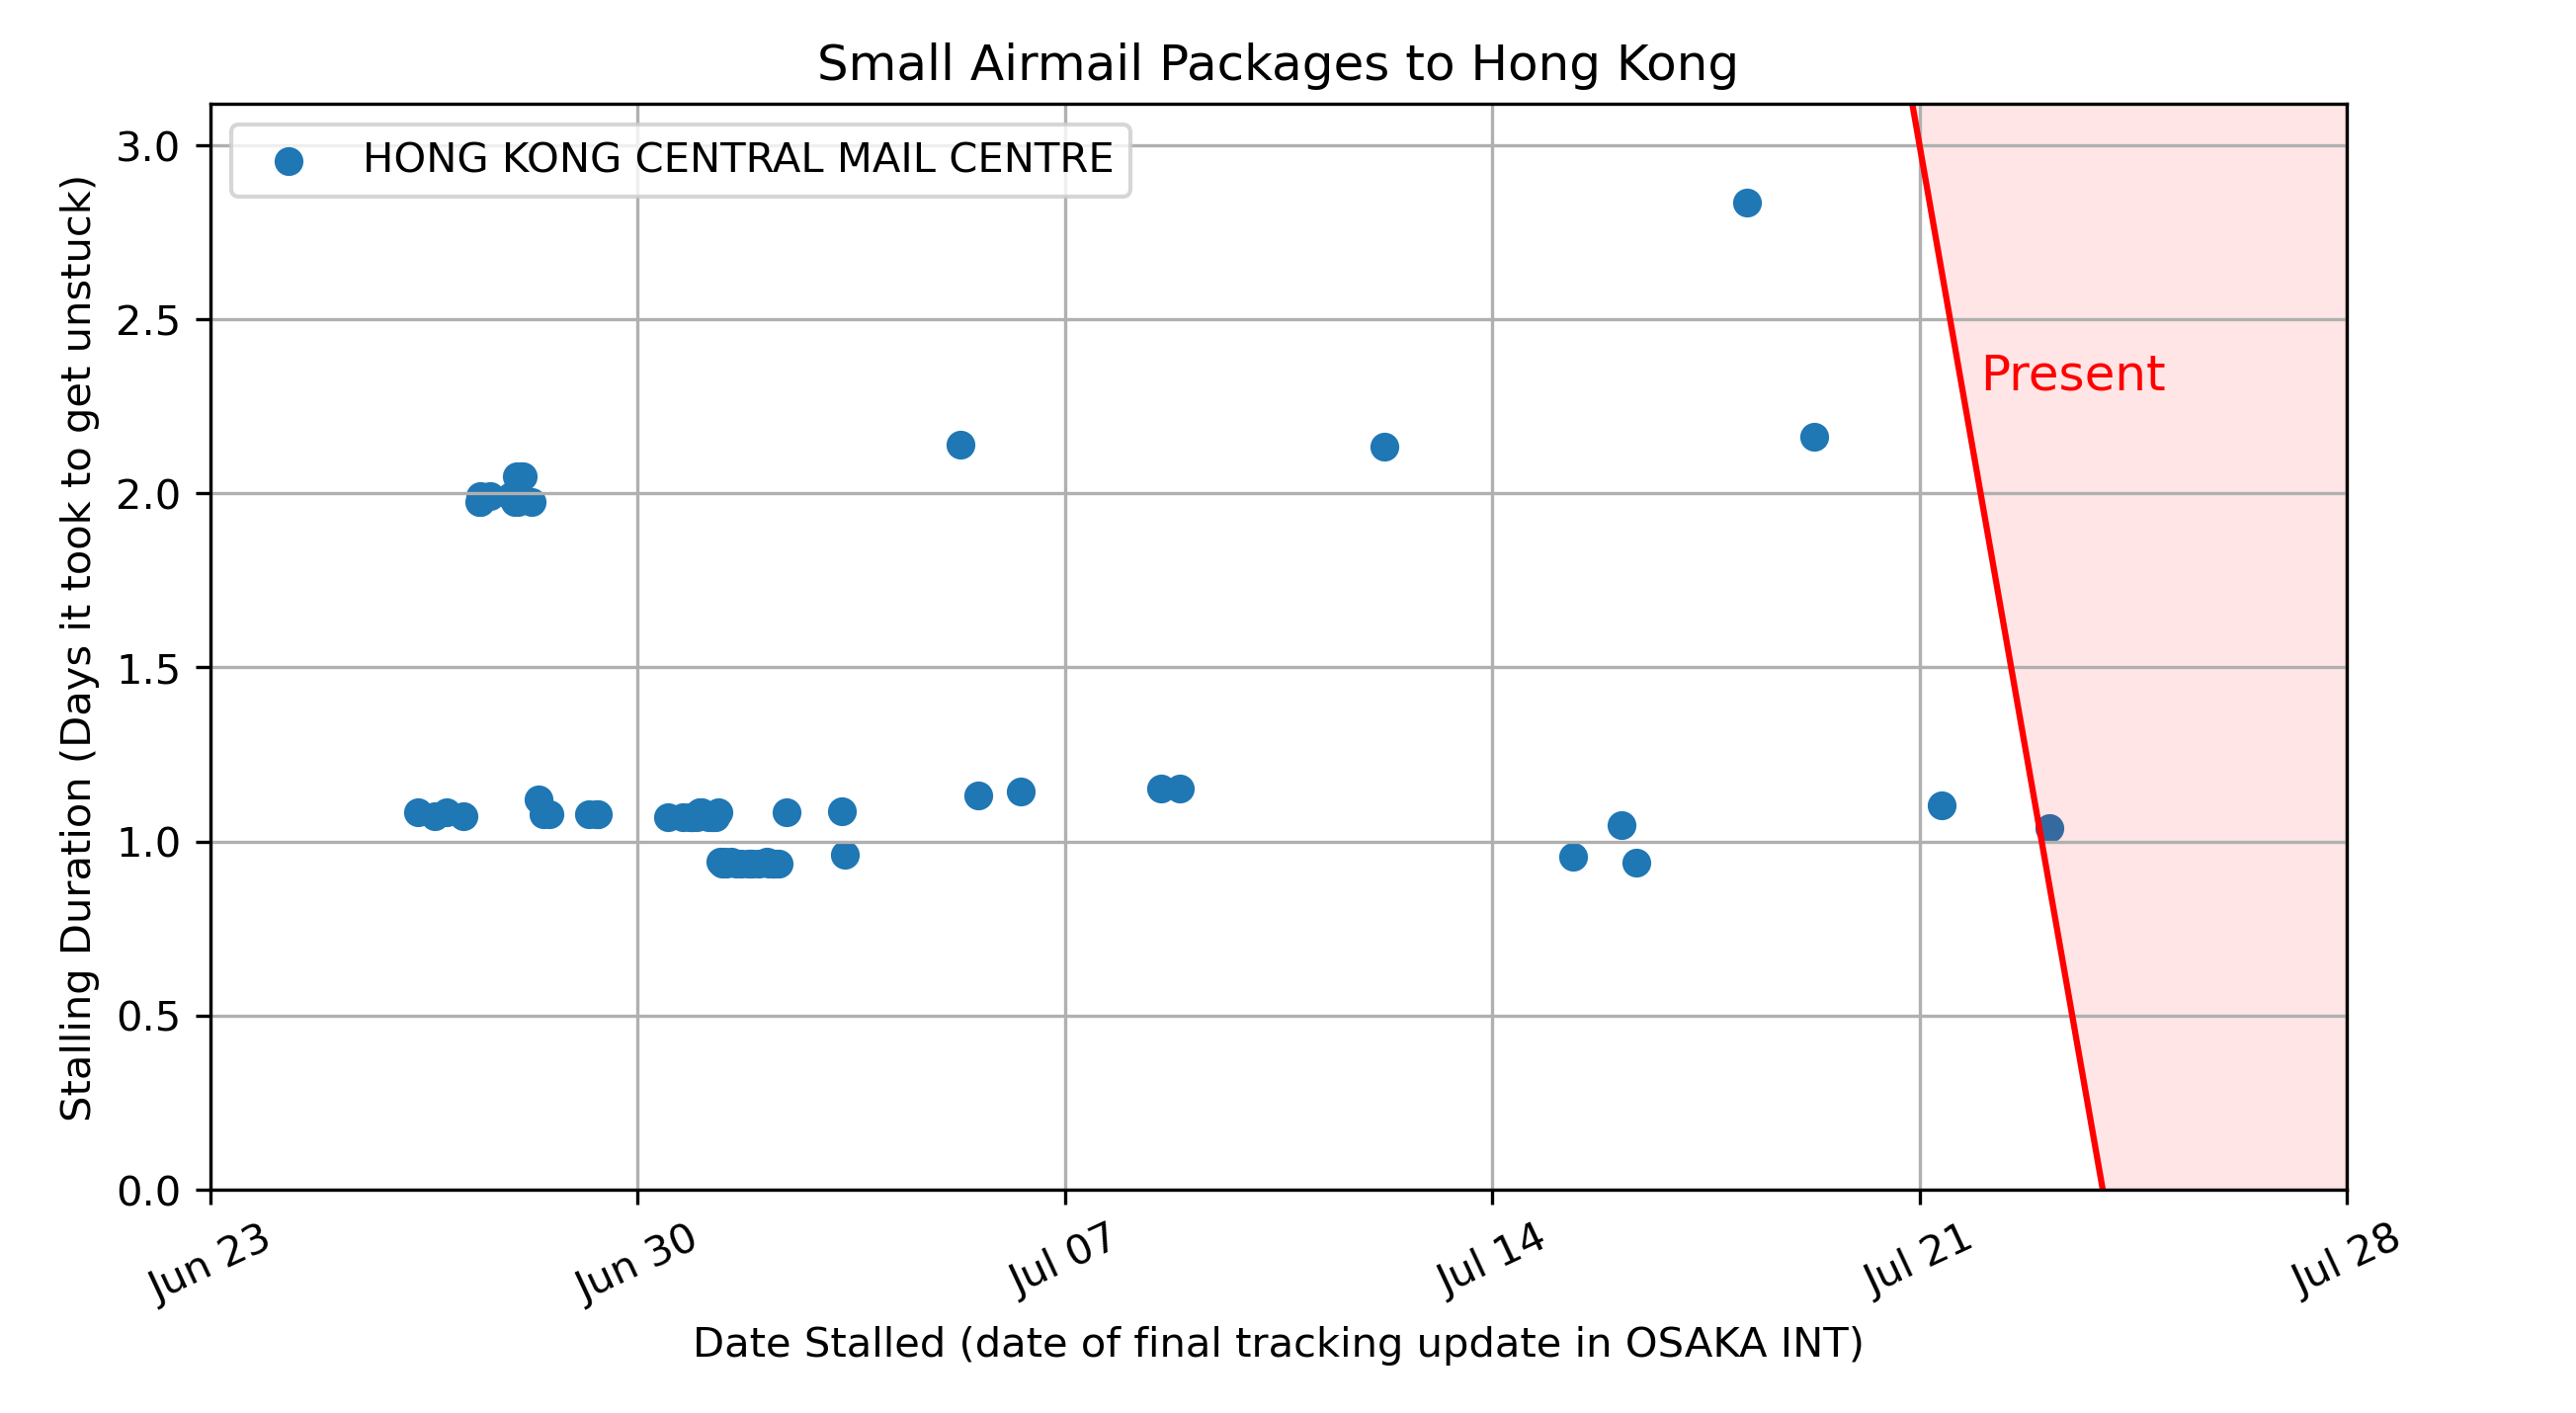 Small Airmail Packages to Hong Kong
HONG KONG CENTRAL MAIL CENTRE
Present
Stalling Duration (Days it took to get unstuck)
3.0
2.5
2.0
1.5
1.0
0.5
0.0
Jun 23
Jun 30
Jul 07
Jul 14
Jul 21
Jul 28
Date Stalled (date of final tracking update in OSAKA INT)